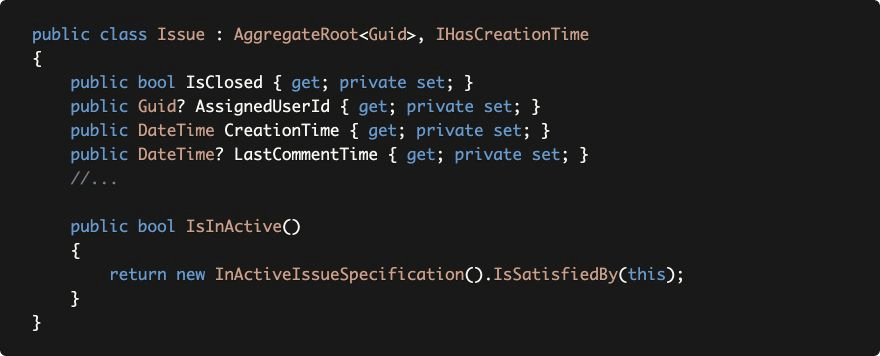 public class Issue : AggregateRoot<Guid>, IHasCreationTime
{
    public bool IsClosed { get; private set; }
    public Guid? AssignedUserId { get; private set; }
    public DateTime CreationTime { get; private set; }
    public DateTime? LastCommentTime { get; private set; }
    //...

    public bool IsInActive()
    {
        return new InActiveIssueSpecification().IsSatisfiedBy(this);
    }
}